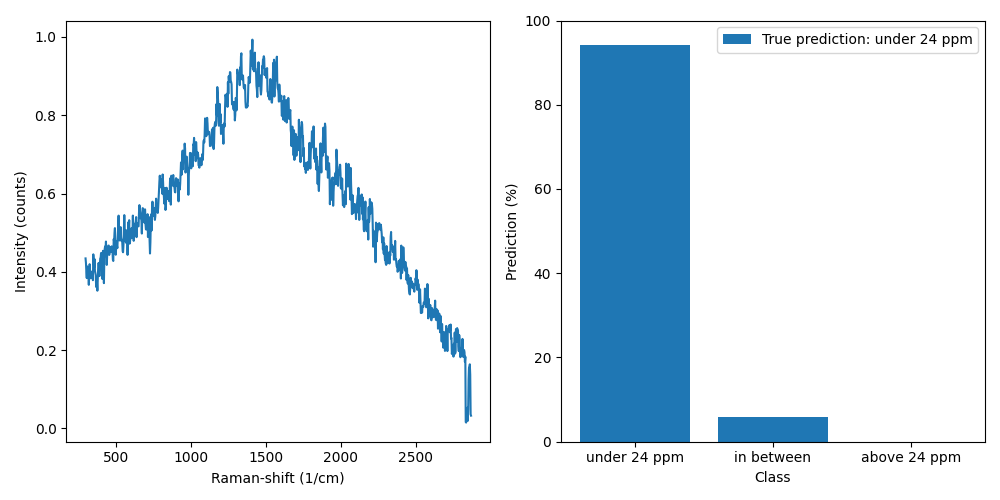 1.0
0.8
0.6
0.4
0.2
0.0
Intensity (counts)
500 1000 1500 2000 2500
Raman-shift (1/cm)
100
80
60
40
20
0
Prediction (%)
True prediction: under 24 ppm
under 24 ppm in between above 24 ppm
Class